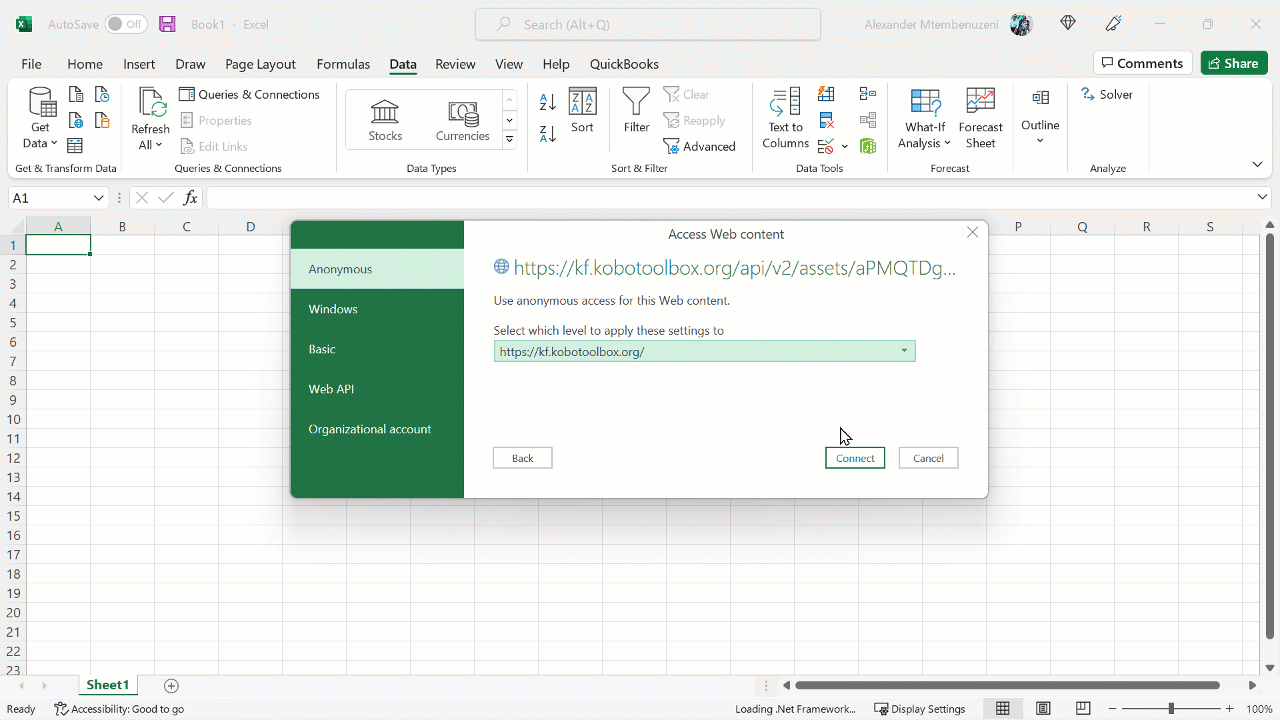 AutoSave Off Book1 - Excel Search (Alt+Q) Alexander Mtembenuzeni
File Home Insert Draw Page Layout Formulas Data Review View Help QuickBooks Comments Share
Get Data
Get & Transform Data
Refresh All
Queries & Connections
Properties
Edit Links
Queries & Connections
Stocks Currencies
Data Types
Sort
Filter
Clear
Reapply
Advanced
Sort & Filter
Text to Columns
Data Tools
What-If Analysis
Forecast Sheet
Forecast
Outline
Solver
Analyze
A1 fx
A B C D P Q R S
1
2
3
4
5
6
7
8
9
10
11
12
13
14
15
16
17
18
19
20
21
22
23
Access Web content
Anonymous
Windows
Basic
Web API
Organizational account
https://kf.kobotoolbox.org/api/v2/assets/aPMQTDg...
Use anonymous access for this Web content.
Select which level to apply these settings to
https://kf.kobotoolbox.org/
Back Connect Cancel
Sheet1
Ready Accessibility: Good to go Loading .Net Framework... Display Settings 100%